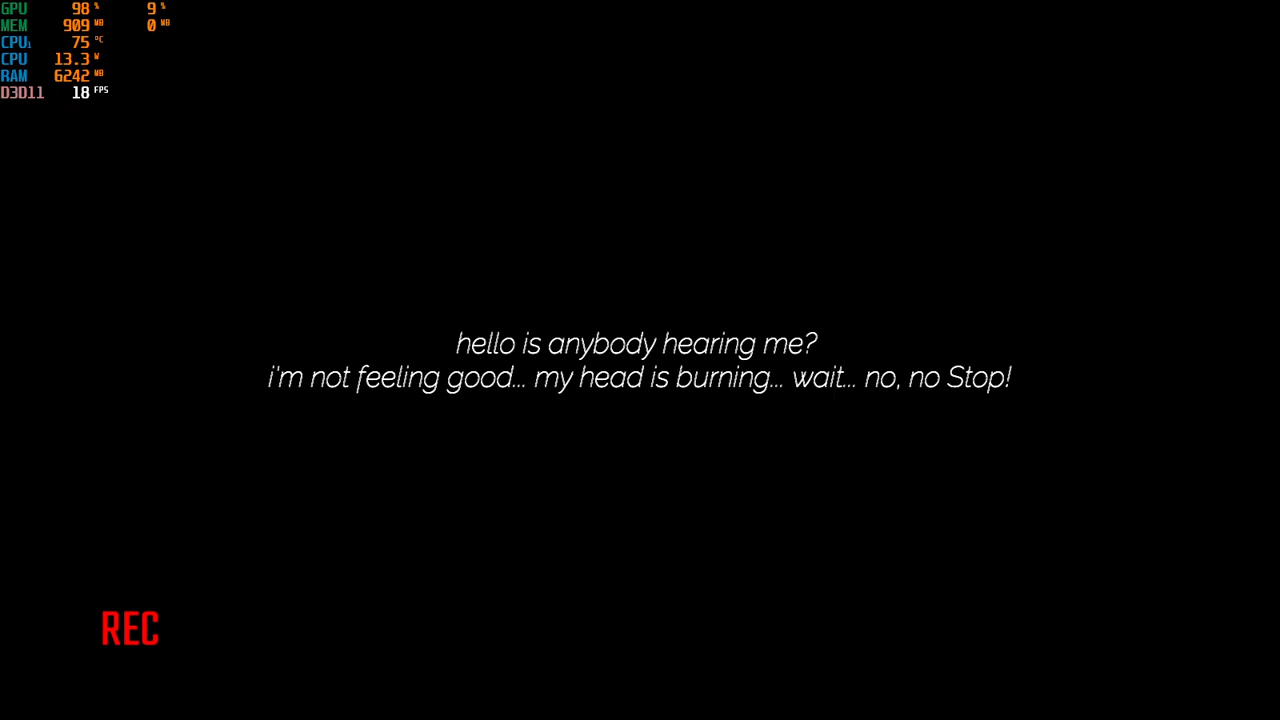 GPU 98 % 9 %
MEM 909 MB 0 MB
CPU1 75 °C
CPU 13.3 W
RAM 6242 MB
D3D11 18 FPS
hello is anybody hearing me?
i'm not feeling good... my head is burning... wait... no, no Stop!
REC